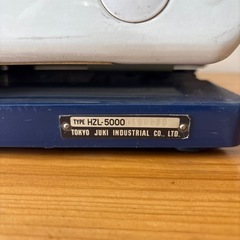 TYPE HZL-5000
TOKYO JUKI INDUSTRIAL CO., LTD.